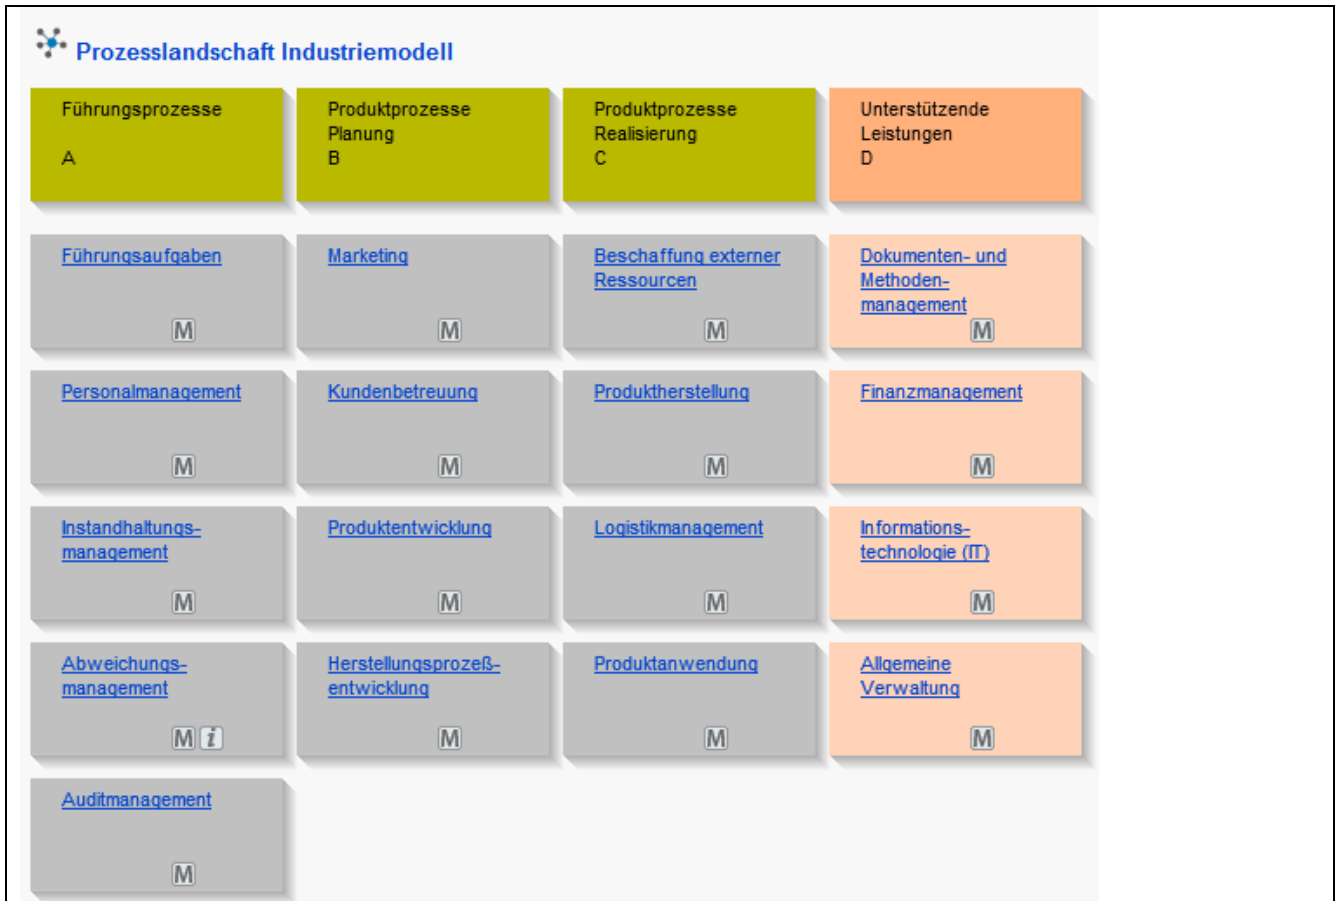 Prozesslandschaft Industriemodell
Führungsprozesse
A
Produktprozesse
Planung
B
Produktprozesse
Realisierung
C
Unterstützende
Leistungen
D
Führungsaufgaben
M
Marketing
M
Beschaffung externer
Ressourcen
M
Dokumenten- und
Methoden-
management
M
Personalmanagement
M
Kundenbetreuung
M
Produktherstellung
M
Finanzmanagement
M
Instandhaltungs-
management
M
Produktentwicklung
M
Logistikmanagement
M
Informations-
technologie (IT)
M
Abweichungs-
management
M i
Herstellungsprozeß-
entwicklung
M
Produktanwendung
M
Allgemeine
Verwaltung
M
Auditmanagement
M